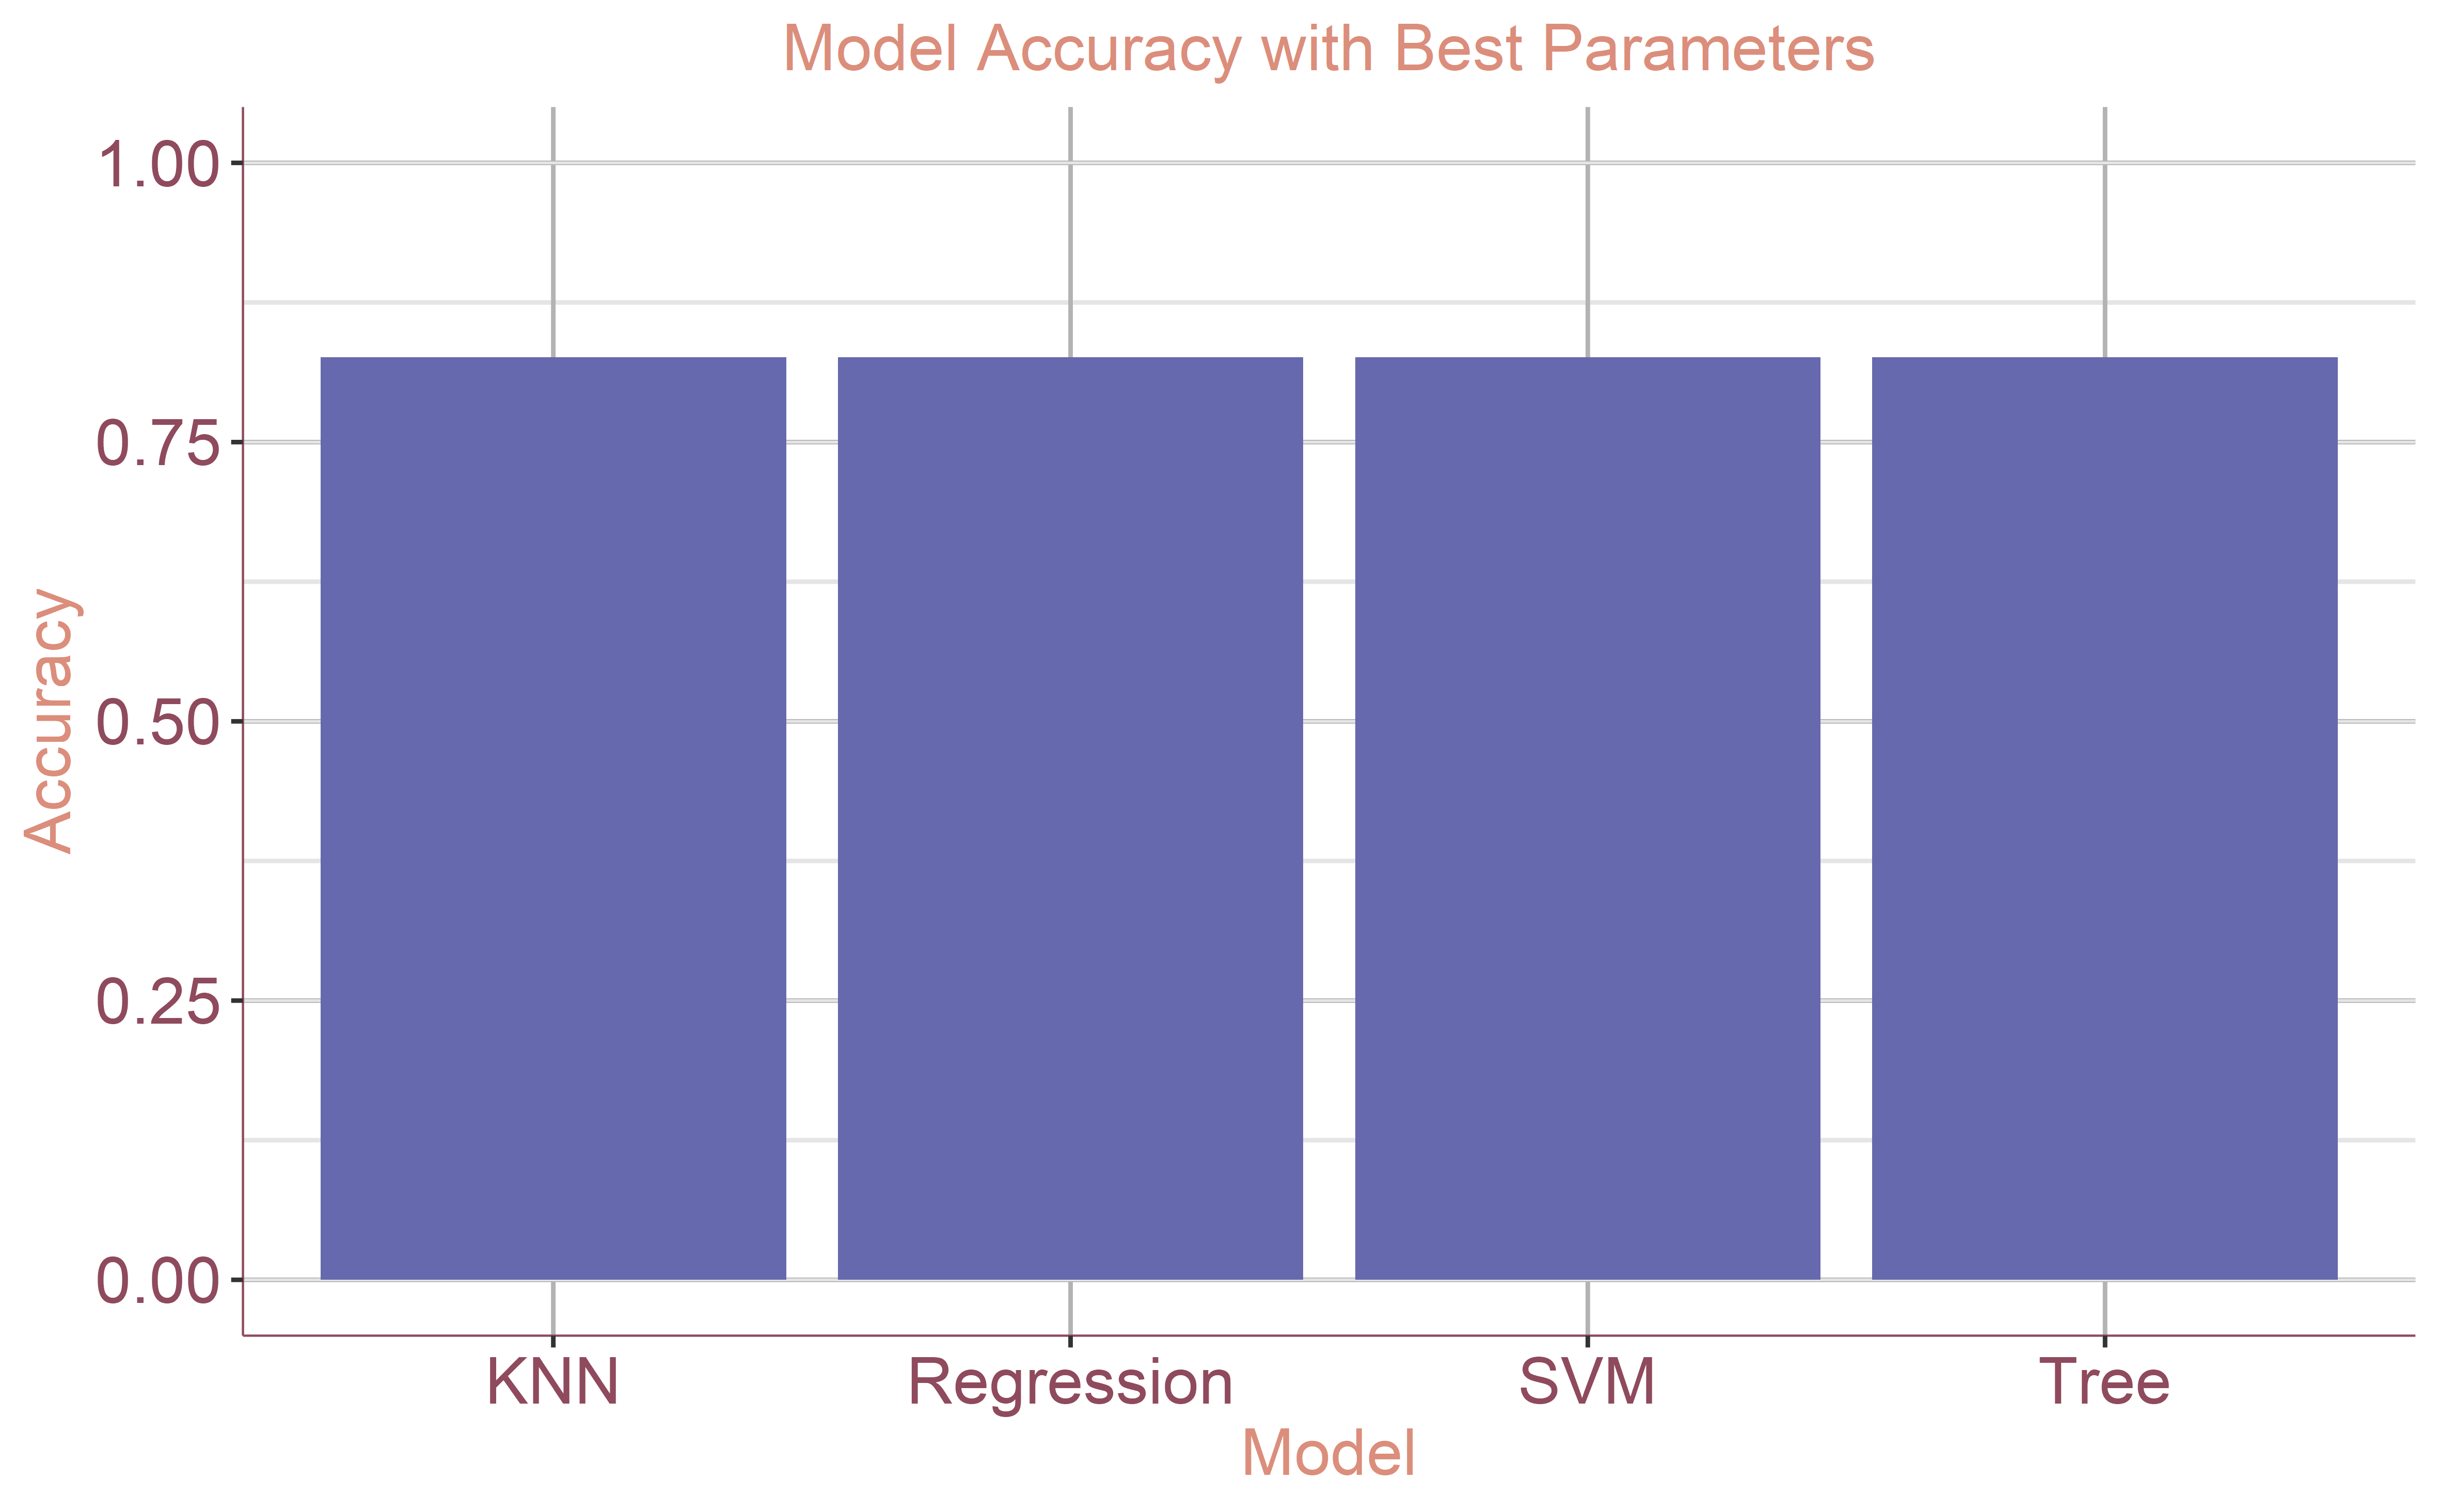 Model Accuracy with Best Parameters
1.00
0.75
0.50
0.25
0.00
Accuracy
KNN Regression SVM Tree
Model